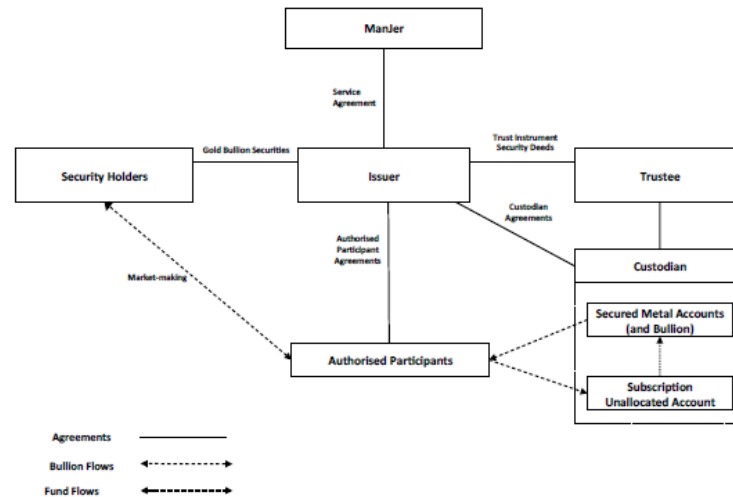 ManJer
Service
Agreement
Gold Bullion Securities
Trust Instrument
Security Deeds
Security Holders
Issuer
Trustee
Custodian
Agreements
Authorised
Participant
Agreements
Custodian
Market-making
Secured Metal Accounts
(and Bullion)
Authorised Participants
Subscription
Unallocated Account
Agreements
Bullion Flows
Fund Flows